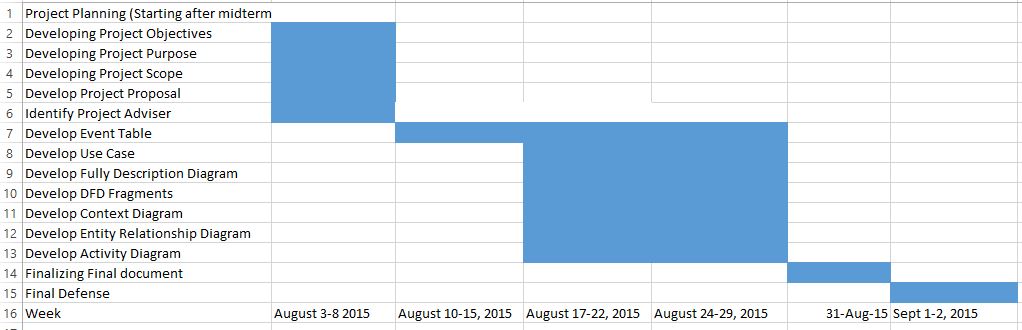 1 Project Planning (Starting after midterm
2 Developing Project Objectives
3 Developing Project Purpose
4 Developing Project Scope
5 Develop Project Proposal
6 Identify Project Adviser
7 Develop Event Table
8 Develop Use Case
9 Develop Fully Description Diagram
10 Develop DFD Fragments
11 Develop Context Diagram
12 Develop Entity Relationship Diagram
13 Develop Activity Diagram
14 Finalizing Final document
15 Final Defense
16 Week August 3-8 2015 August 10-15, 2015 August 17-22, 2015 August 24-29, 2015 31-Aug-15 Sept 1-2, 2015